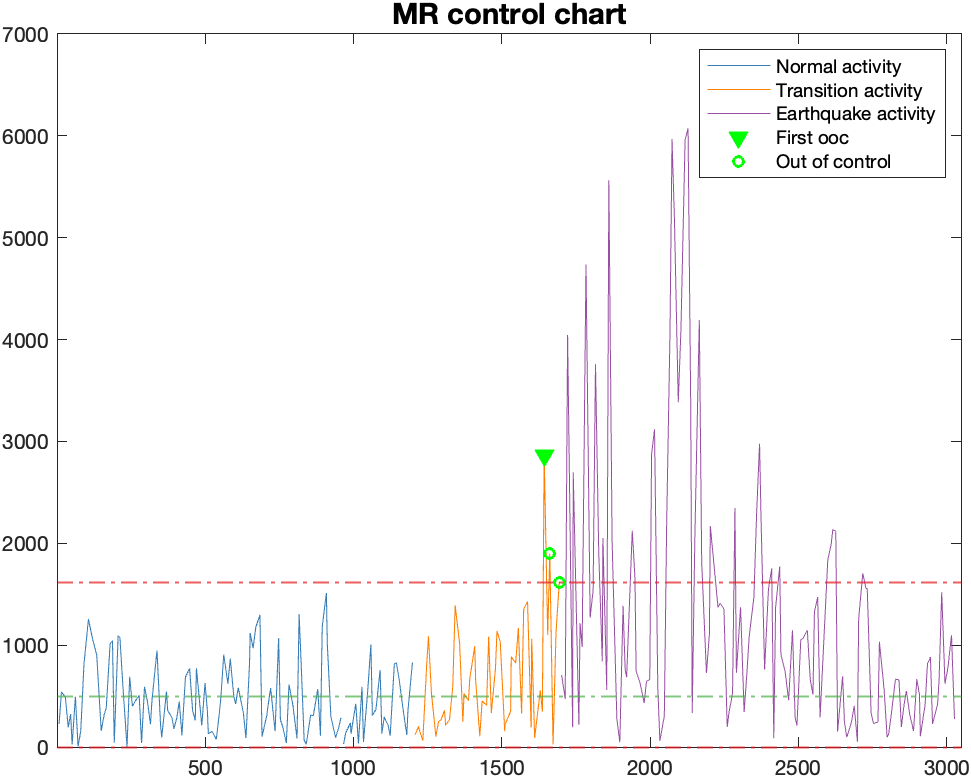 MR control chart
7000
6000
5000
4000
3000
2000
1000
0
500
1000
1500
2000
2500
3000
Normal activity
Transition activity
Earthquake activity
First ooc
Out of control